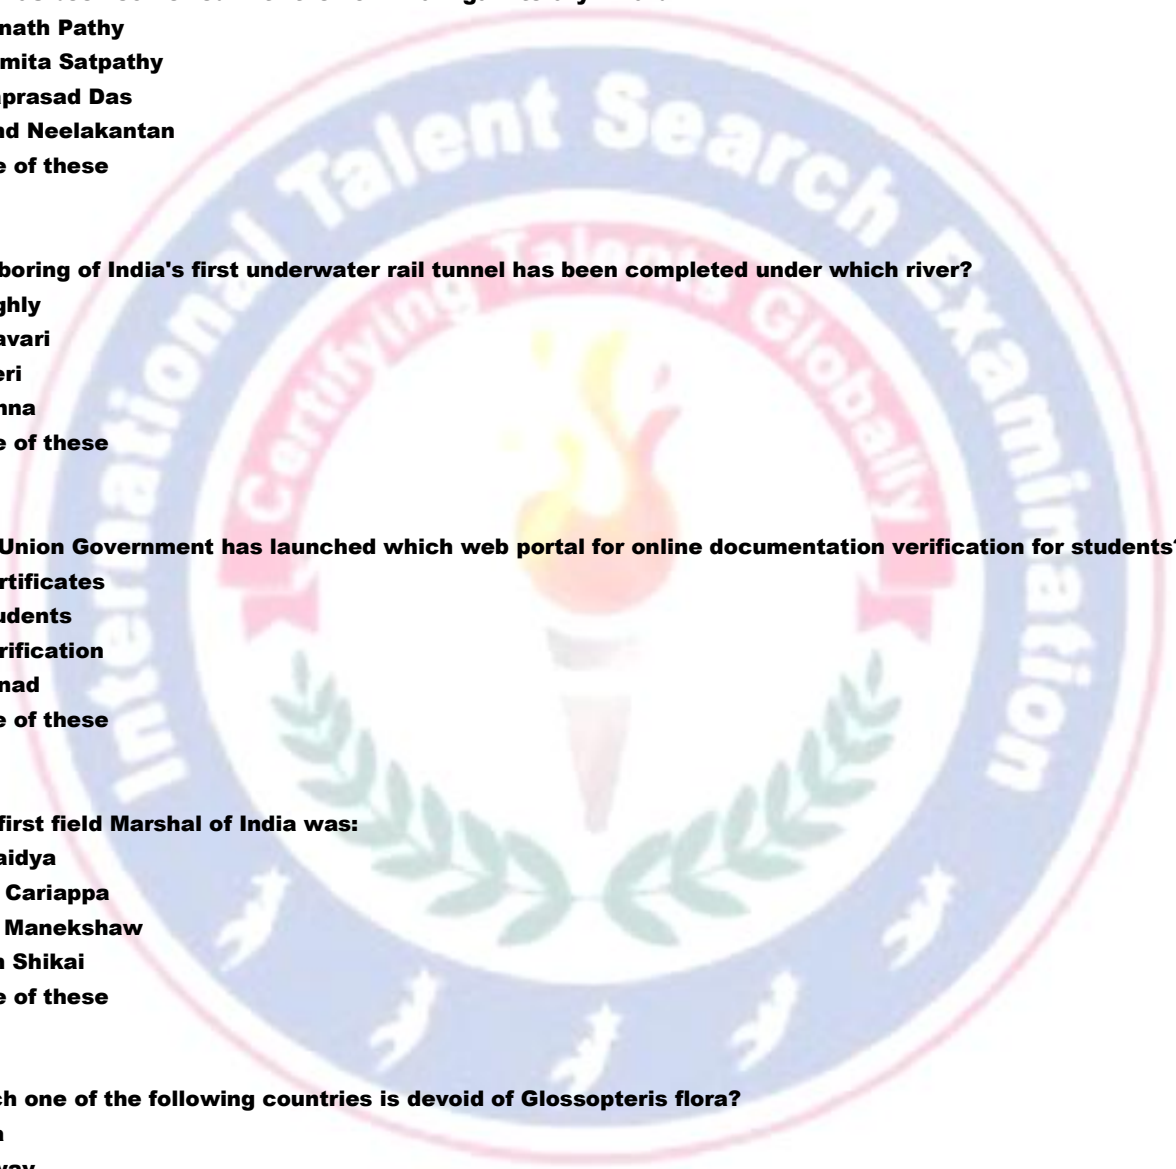 nath Pathy
mita Satpathy
aprasad Das
nd Neelakantan
e of these
boring of India's first underwater rail tunnel has been completed under which river?
ghly
avari
eri
nna
e of these
Union Government has launched which web portal for online documentation verification for students?
rtificates
udents
rification
nad
e of these
first field Marshal of India was:
aidya
Cariappa
Manekshaw
n Shikai
e of these
ch one of the following countries is devoid of Glossopteris flora?
International Talent Search Examination
Certifying Talents Globally